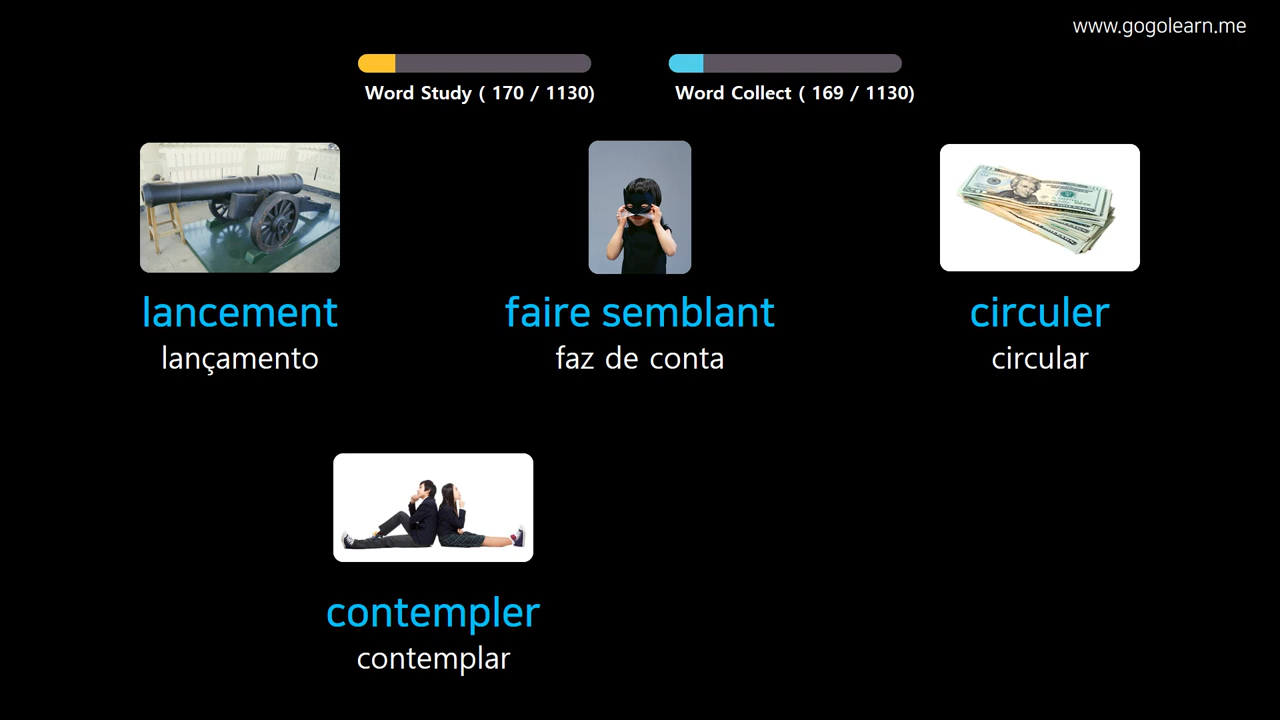 www.gogolearn.me
Word Study ( 170 / 1130)
Word Collect ( 169 / 1130)
lancement
lançamento
faire semblant
faz de conta
circuler
circular
contempler
contemplar